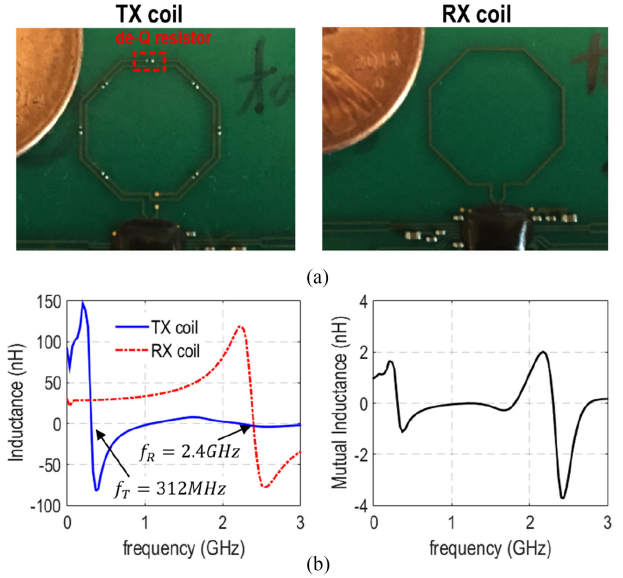 TX coil
RX coil
de-Q resistor
2014
(a)
150
100
50
0
-50
-100
Inductance (nH)
TX coil
RX coil
f_R = 2.4GHz
f_T = 312MHz
0
1
2
3
frequency (GHz)
4
2
0
-2
-4
Mutual Inductance (nH)
0
1
2
3
frequency (GHz)
(b)